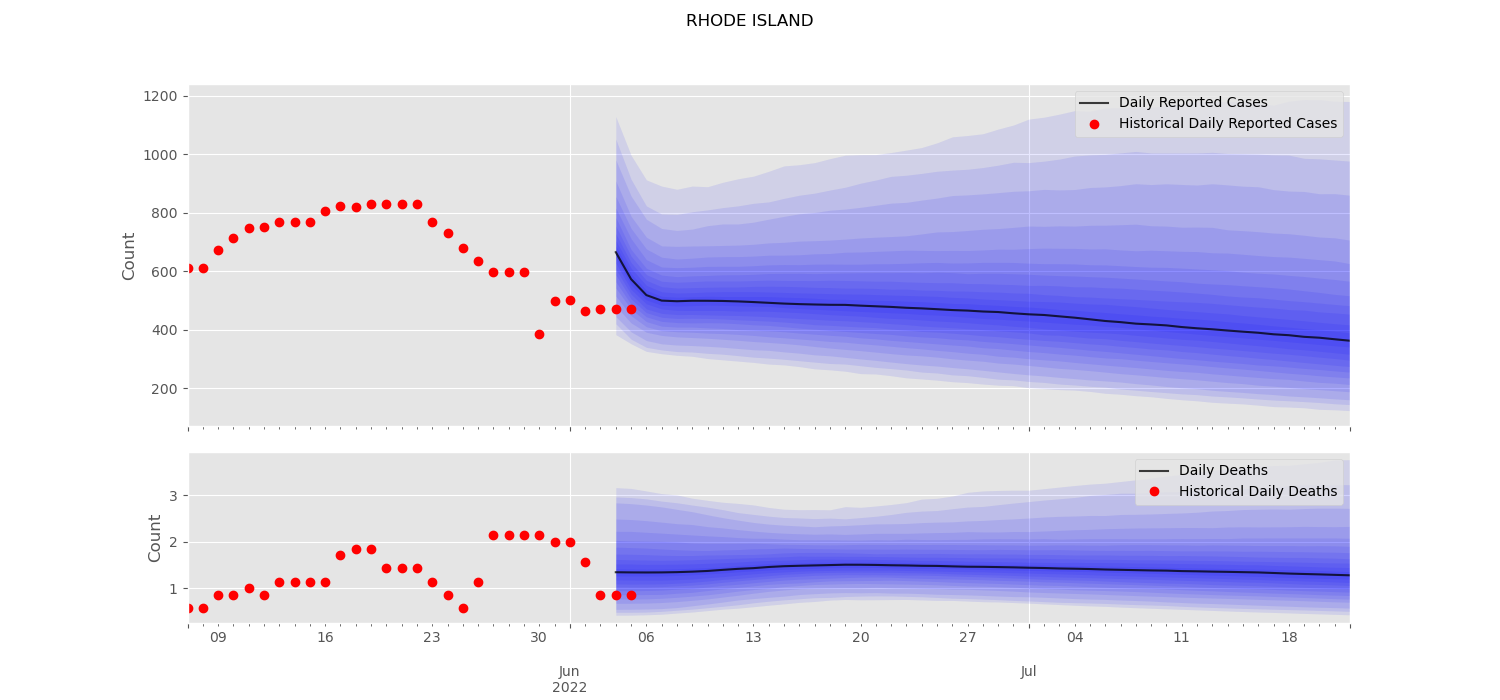 RHODE ISLAND
1200
1000
800
600
400
200
Count
Daily Reported Cases
Historical Daily Reported Cases
3
2
1
Count
Daily Deaths
Historical Daily Deaths
09 16 23 30 06 13 20 27 04 11 18
Jun Jul
2022